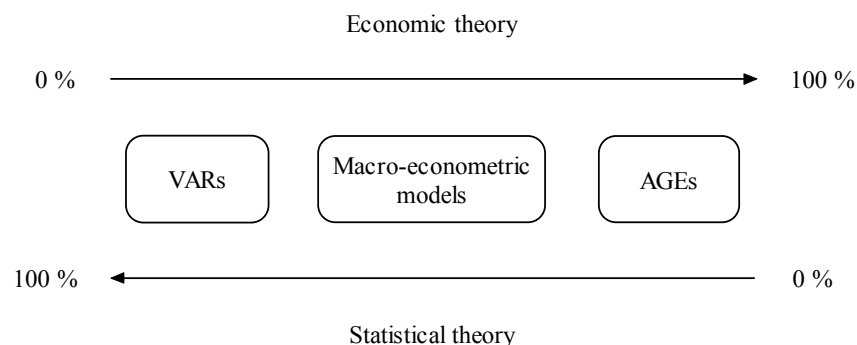 Economic theory
0 %
100 %
VARs
Macro-econometric
models
AGEs
100 %
0 %
Statistical theory